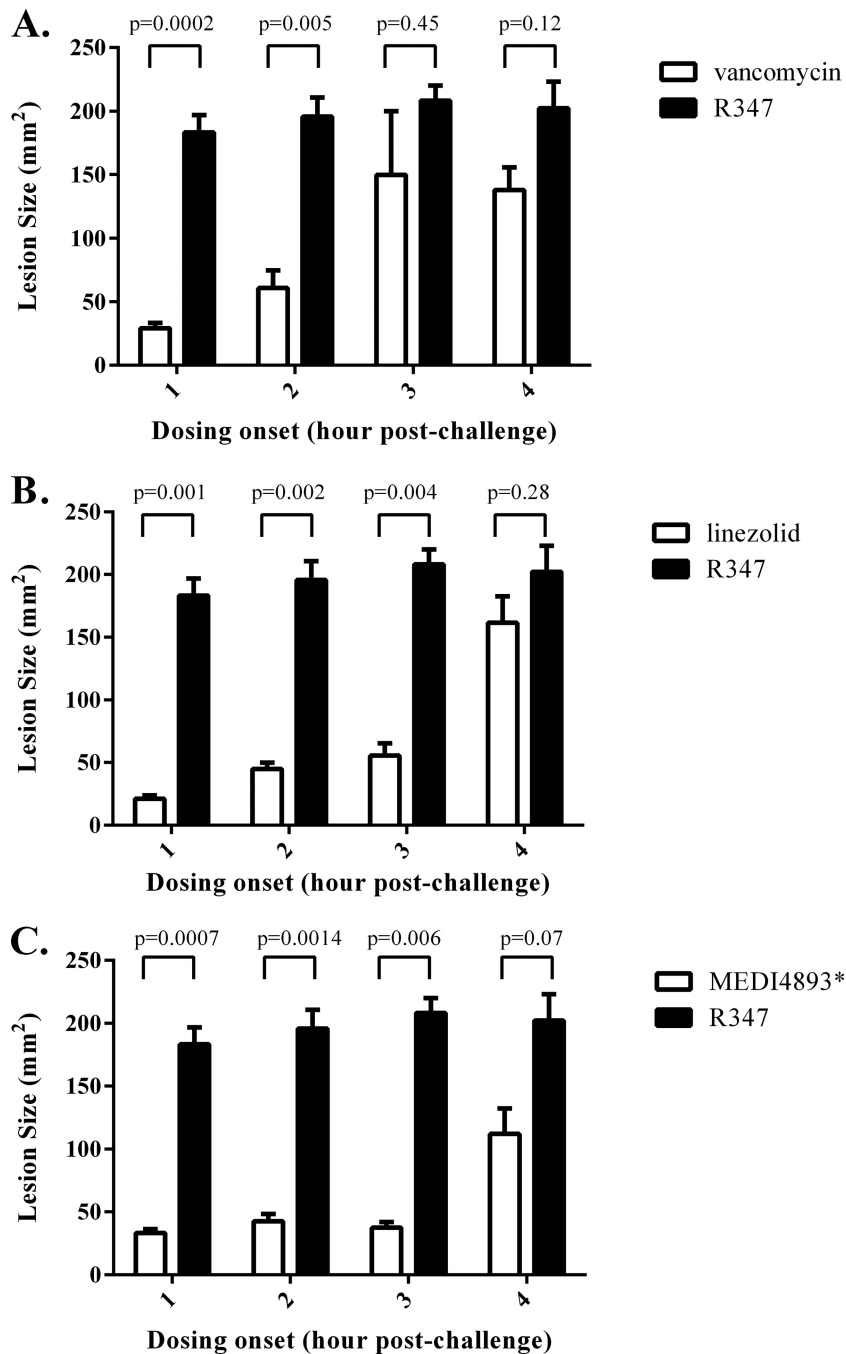 A.
p=0.0002 p=0.005 p=0.45 p=0.12
250
200
150
100
50
0
Lesion Size (mm²)
1 2 3 4
Dosing onset (hour post-challenge)
vancomycin
R347
B.
p=0.001 p=0.002 p=0.004 p=0.28
250
200
150
100
50
0
Lesion Size (mm²)
1 2 3 4
Dosing onset (hour post-challenge)
linezolid
R347
C.
p=0.0007 p=0.0014 p=0.006 p=0.07
250
200
150
100
50
0
Lesion Size (mm²)
1 2 3 4
Dosing onset (hour post-challenge)
MEDI4893*
R347